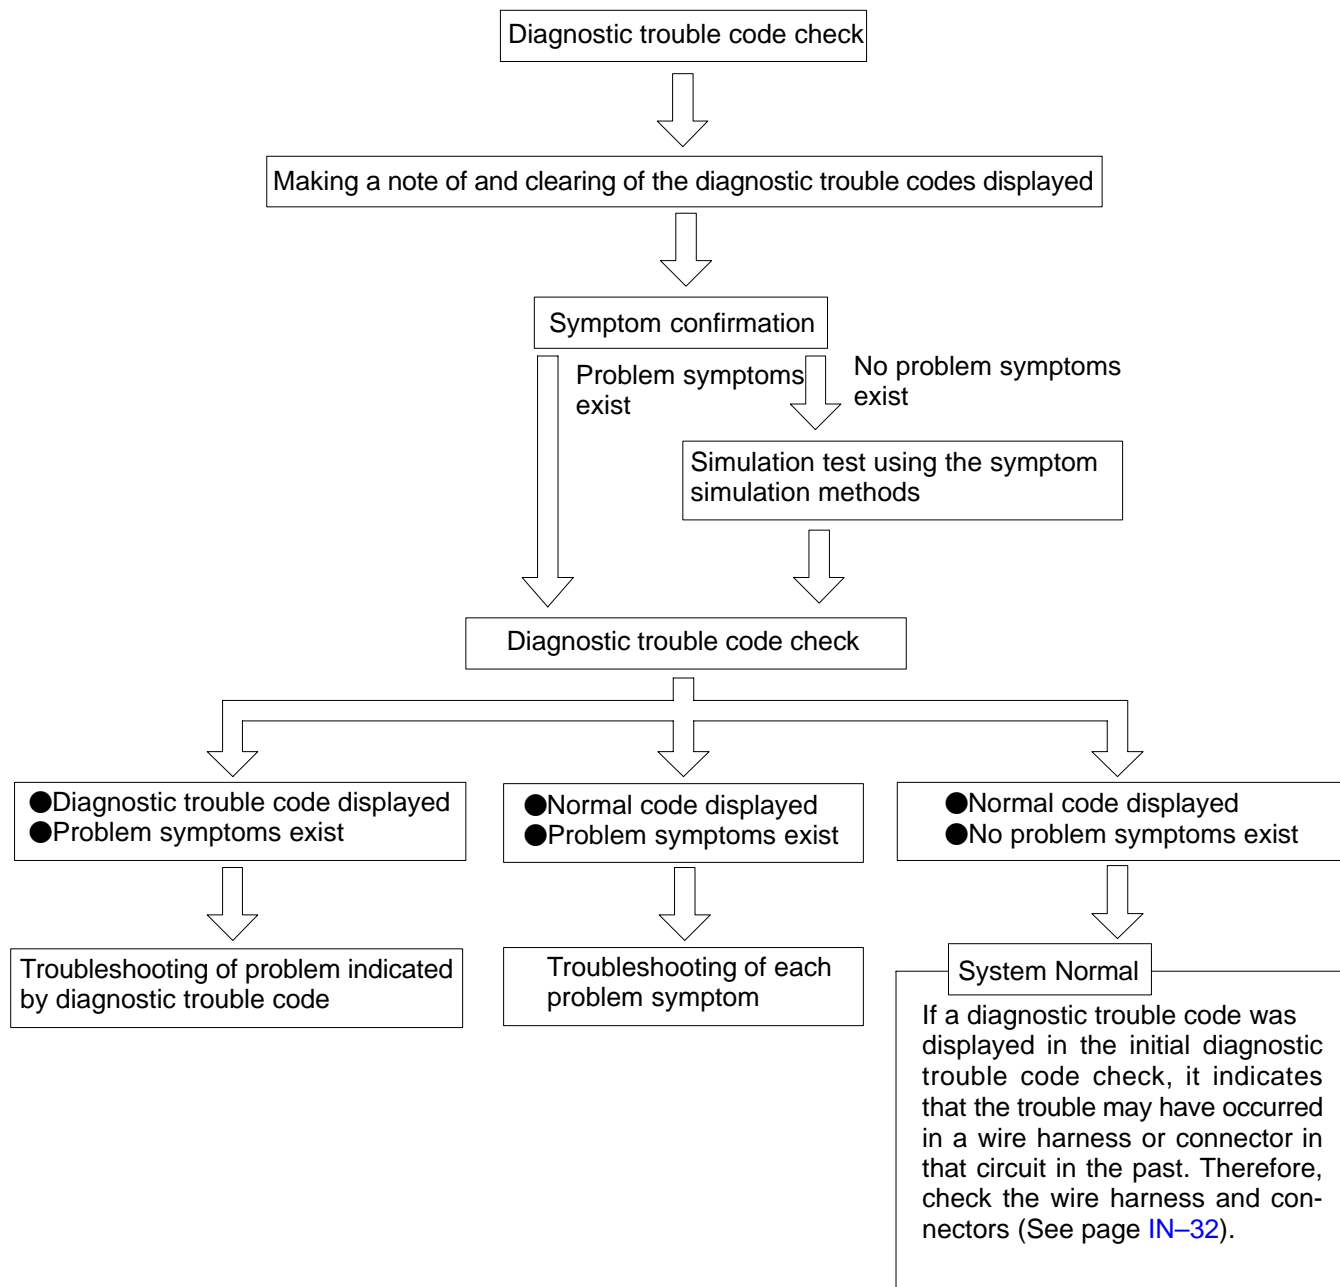 Diagnostic trouble code check
Making a note of and clearing of the diagnostic trouble codes displayed
Symptom confirmation
Problem symptoms
exist
No problem symptoms
exist
Simulation test using the symptom
simulation methods
Diagnostic trouble code check
●Diagnostic trouble code displayed
●Problem symptoms exist
●Normal code displayed
●Problem symptoms exist
●Normal code displayed
●No problem symptoms exist
Troubleshooting of problem indicated
by diagnostic trouble code
Troubleshooting of each
problem symptom
System Normal
If a diagnostic trouble code was
displayed in the initial diagnostic
trouble code check, it indicates
that the trouble may have occurred
in a wire harness or connector in
that circuit in the past. Therefore,
check the wire harness and con-
nectors (See page IN–32).